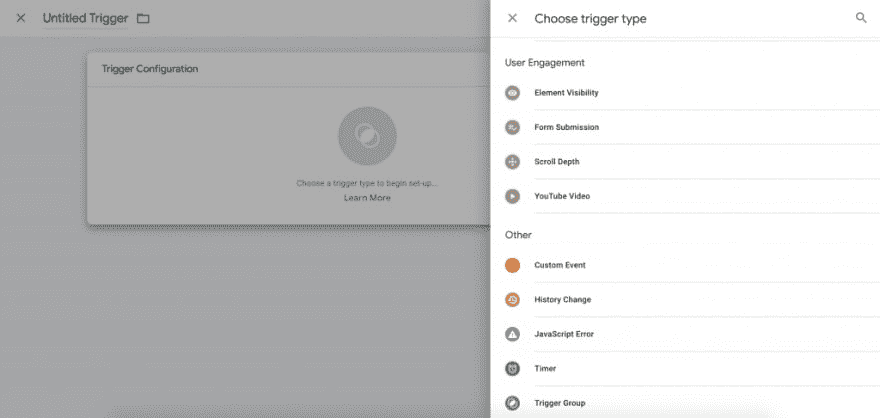 Untitled Trigger
Trigger Configuration
Choose a trigger type to begin set-up...
Learn More
Choose trigger type
User Engagement
Element Visibility
Form Submission
Scroll Depth
YouTube Video
Other
Custom Event
History Change
JavaScript Error
Timer
Trigger Group